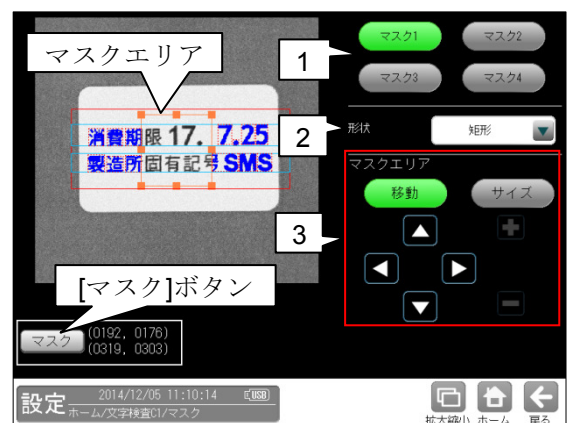 マスクエリア
1
マスク1
マスク2
マスク3
マスク4
2
形状
矩形
消費期限 17. 7.25
製造所固有記号 SMS
3
マスクエリア
移動
サイズ
[マスク]ボタン
マスク
(0192, 0176)
(0319, 0303)
設定
2014/12/05 11:10:14
USB
ホーム/文字検査C1/マスク
拡大縮小
ホーム
戻る